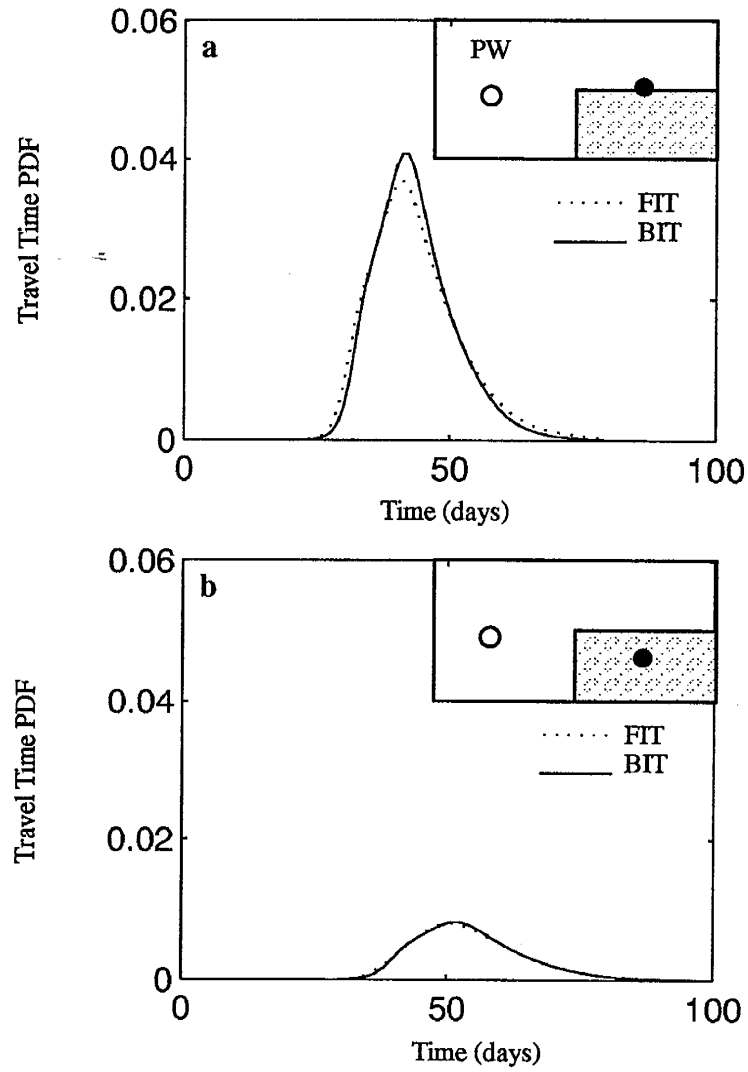 0.06
a
PW
0.04
FIT
BIT
Travel Time PDF
0.02
0
0
50
100
Time (days)
0.06
b
0.04
FIT
BIT
Travel Time PDF
0.02
0
0
50
100
Time (days)